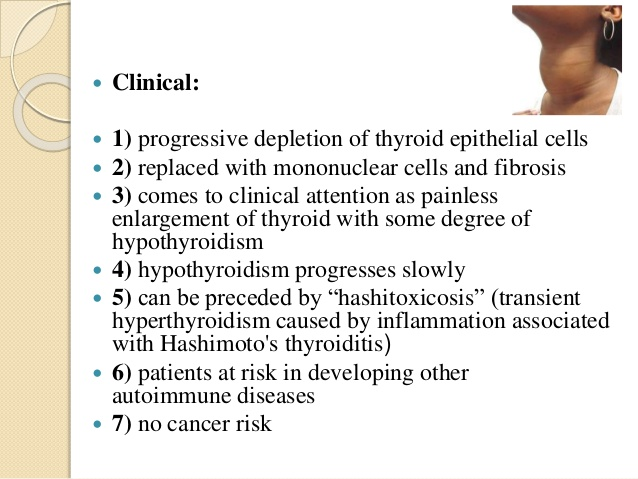 • Clinical:
• 1) progressive depletion of thyroid epithelial cells
• 2) replaced with mononuclear cells and fibrosis
• 3) comes to clinical attention as painless
enlargement of thyroid with some degree of
hypothyroidism
• 4) hypothyroidism progresses slowly
• 5) can be preceded by “hashitoxicosis” (transient
hyperthyroidism caused by inflammation associated
with Hashimoto's thyroiditis)
• 6) patients at risk in developing other
autoimmune diseases
• 7) no cancer risk